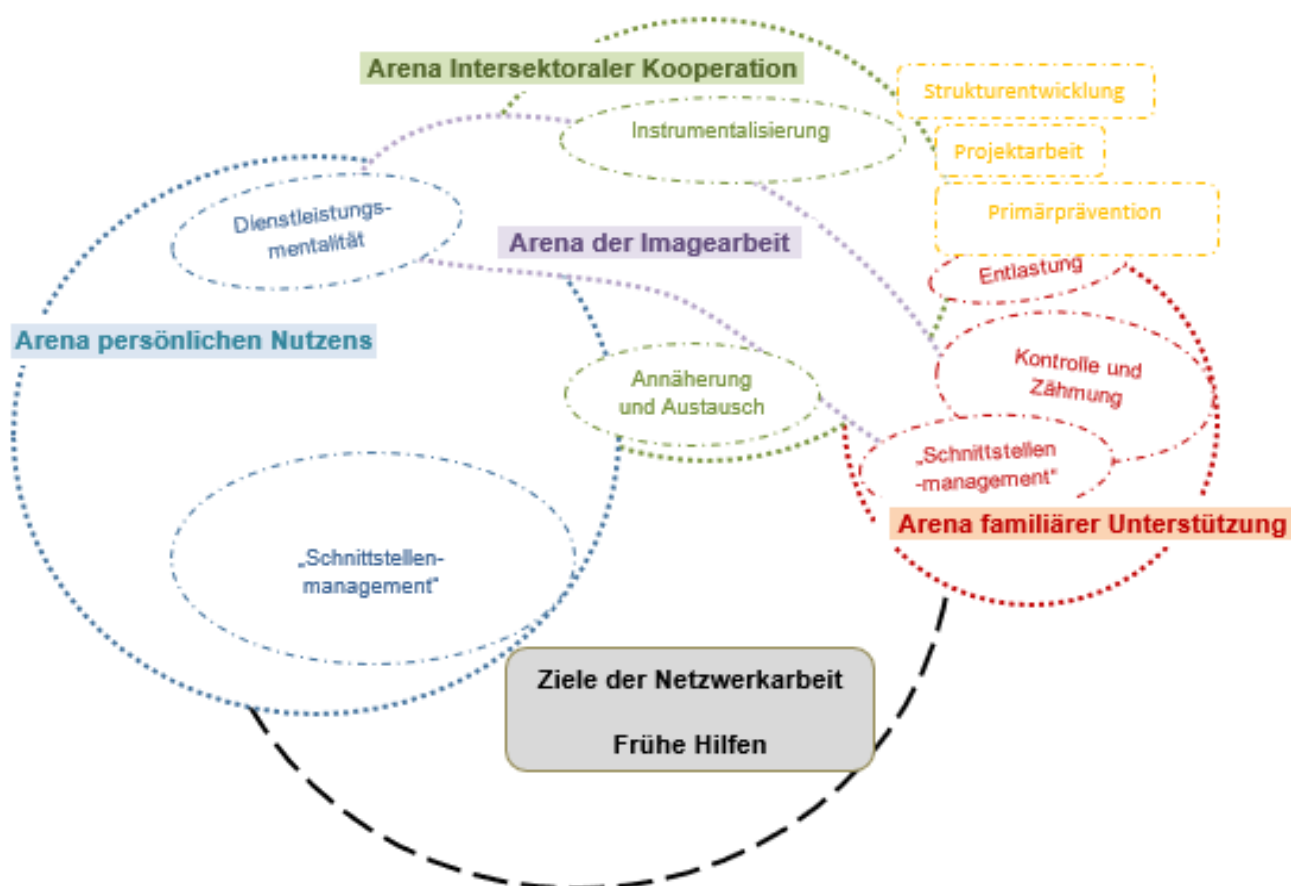 Arena Intersektoraler Kooperation
Strukturentwicklung
Instrumentalisierung
Projektarbeit
Primärprävention
Dienstleistungs-
mentalität
Arena der Imagearbeit
Entlastung
Arena persönlichen Nutzens
Kontrolle und
Zähmung
Annäherung
und Austausch
„Schnittstellen
-management“
Arena familiärer Unterstützung
„Schnittstellen-
management“
Ziele der Netzwerkarbeit
Frühe Hilfen